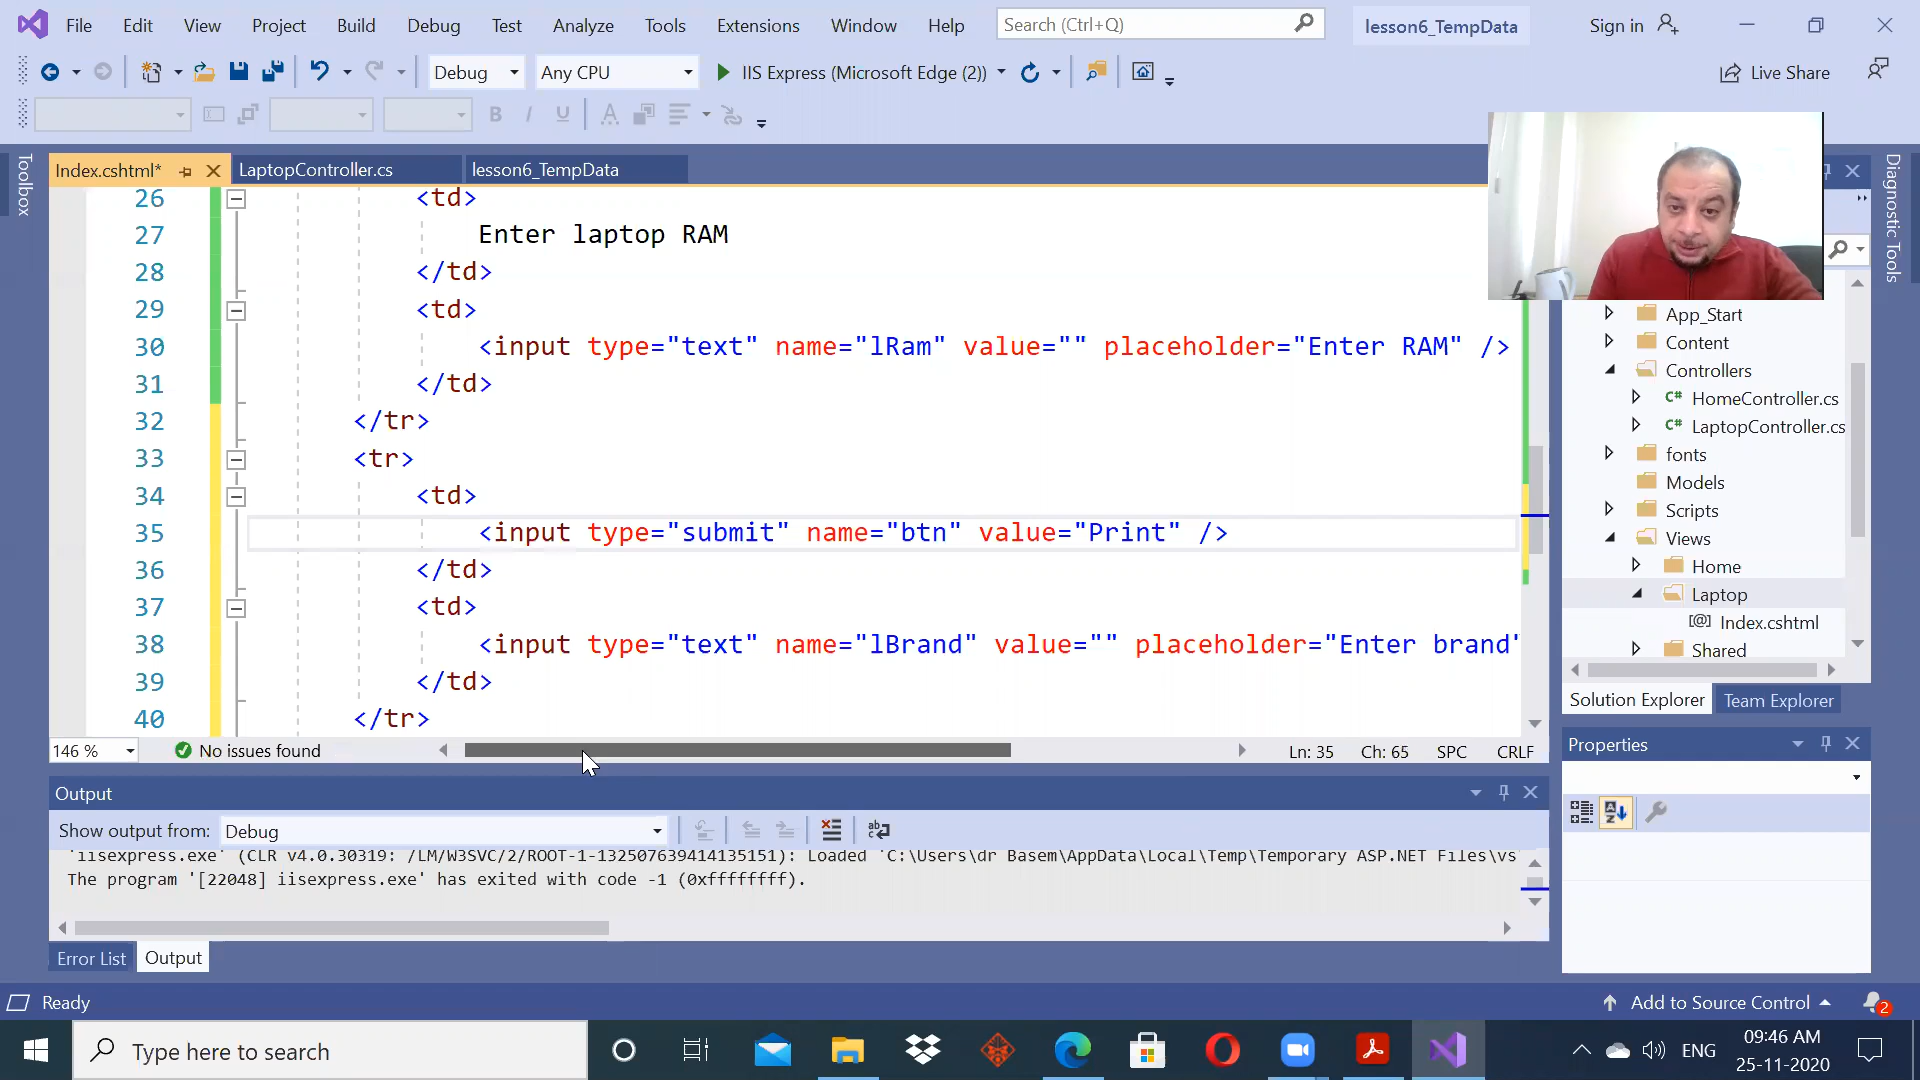 File Edit View Project Build Debug Test Analyze Tools Extensions Window Help Search (Ctrl+Q) lesson6_TempData Sign in
Debug Any CPU IIS Express (Microsoft Edge (2)) Live Share
Toolbox
Index.cshtml* LaptopController.cs lesson6_TempData
26 <td>
27 Enter laptop RAM
28 </td>
29 <td>
30 <input type="text" name="lRam" value="" placeholder="Enter RAM" />
31 </td>
32 </tr>
33 <tr>
34 <td>
35 <input type="submit" name="btn" value="Print" />
36 </td>
37 <td>
38 <input type="text" name="lBrand" value="" placeholder="Enter brand"
39 </td>
40 </tr>
146 % No issues found Ln: 35 Ch: 65 SPC CRLF
Diagnostic Tools
App_Start
Content
Controllers
C# HomeController.cs
C# LaptopController.cs
fonts
Models
Scripts
Views
Home
Laptop
[@] Index.cshtml
Shared
Solution Explorer Team Explorer
Properties
Output
Show output from: Debug
'iisexpress.exe' (CLR v4.0.30319: /LM/W3SVC/2/ROOT-1-132507639414135151): Loaded 'C:\Users\dr Basem\AppData\Local\Temp\Temporary ASP.NET Files\vs
The program '[22048] iisexpress.exe' has exited with code -1 (0xffffffff).
Error List Output
Ready Add to Source Control 2
Type here to search ENG 09:46 AM
25-11-2020